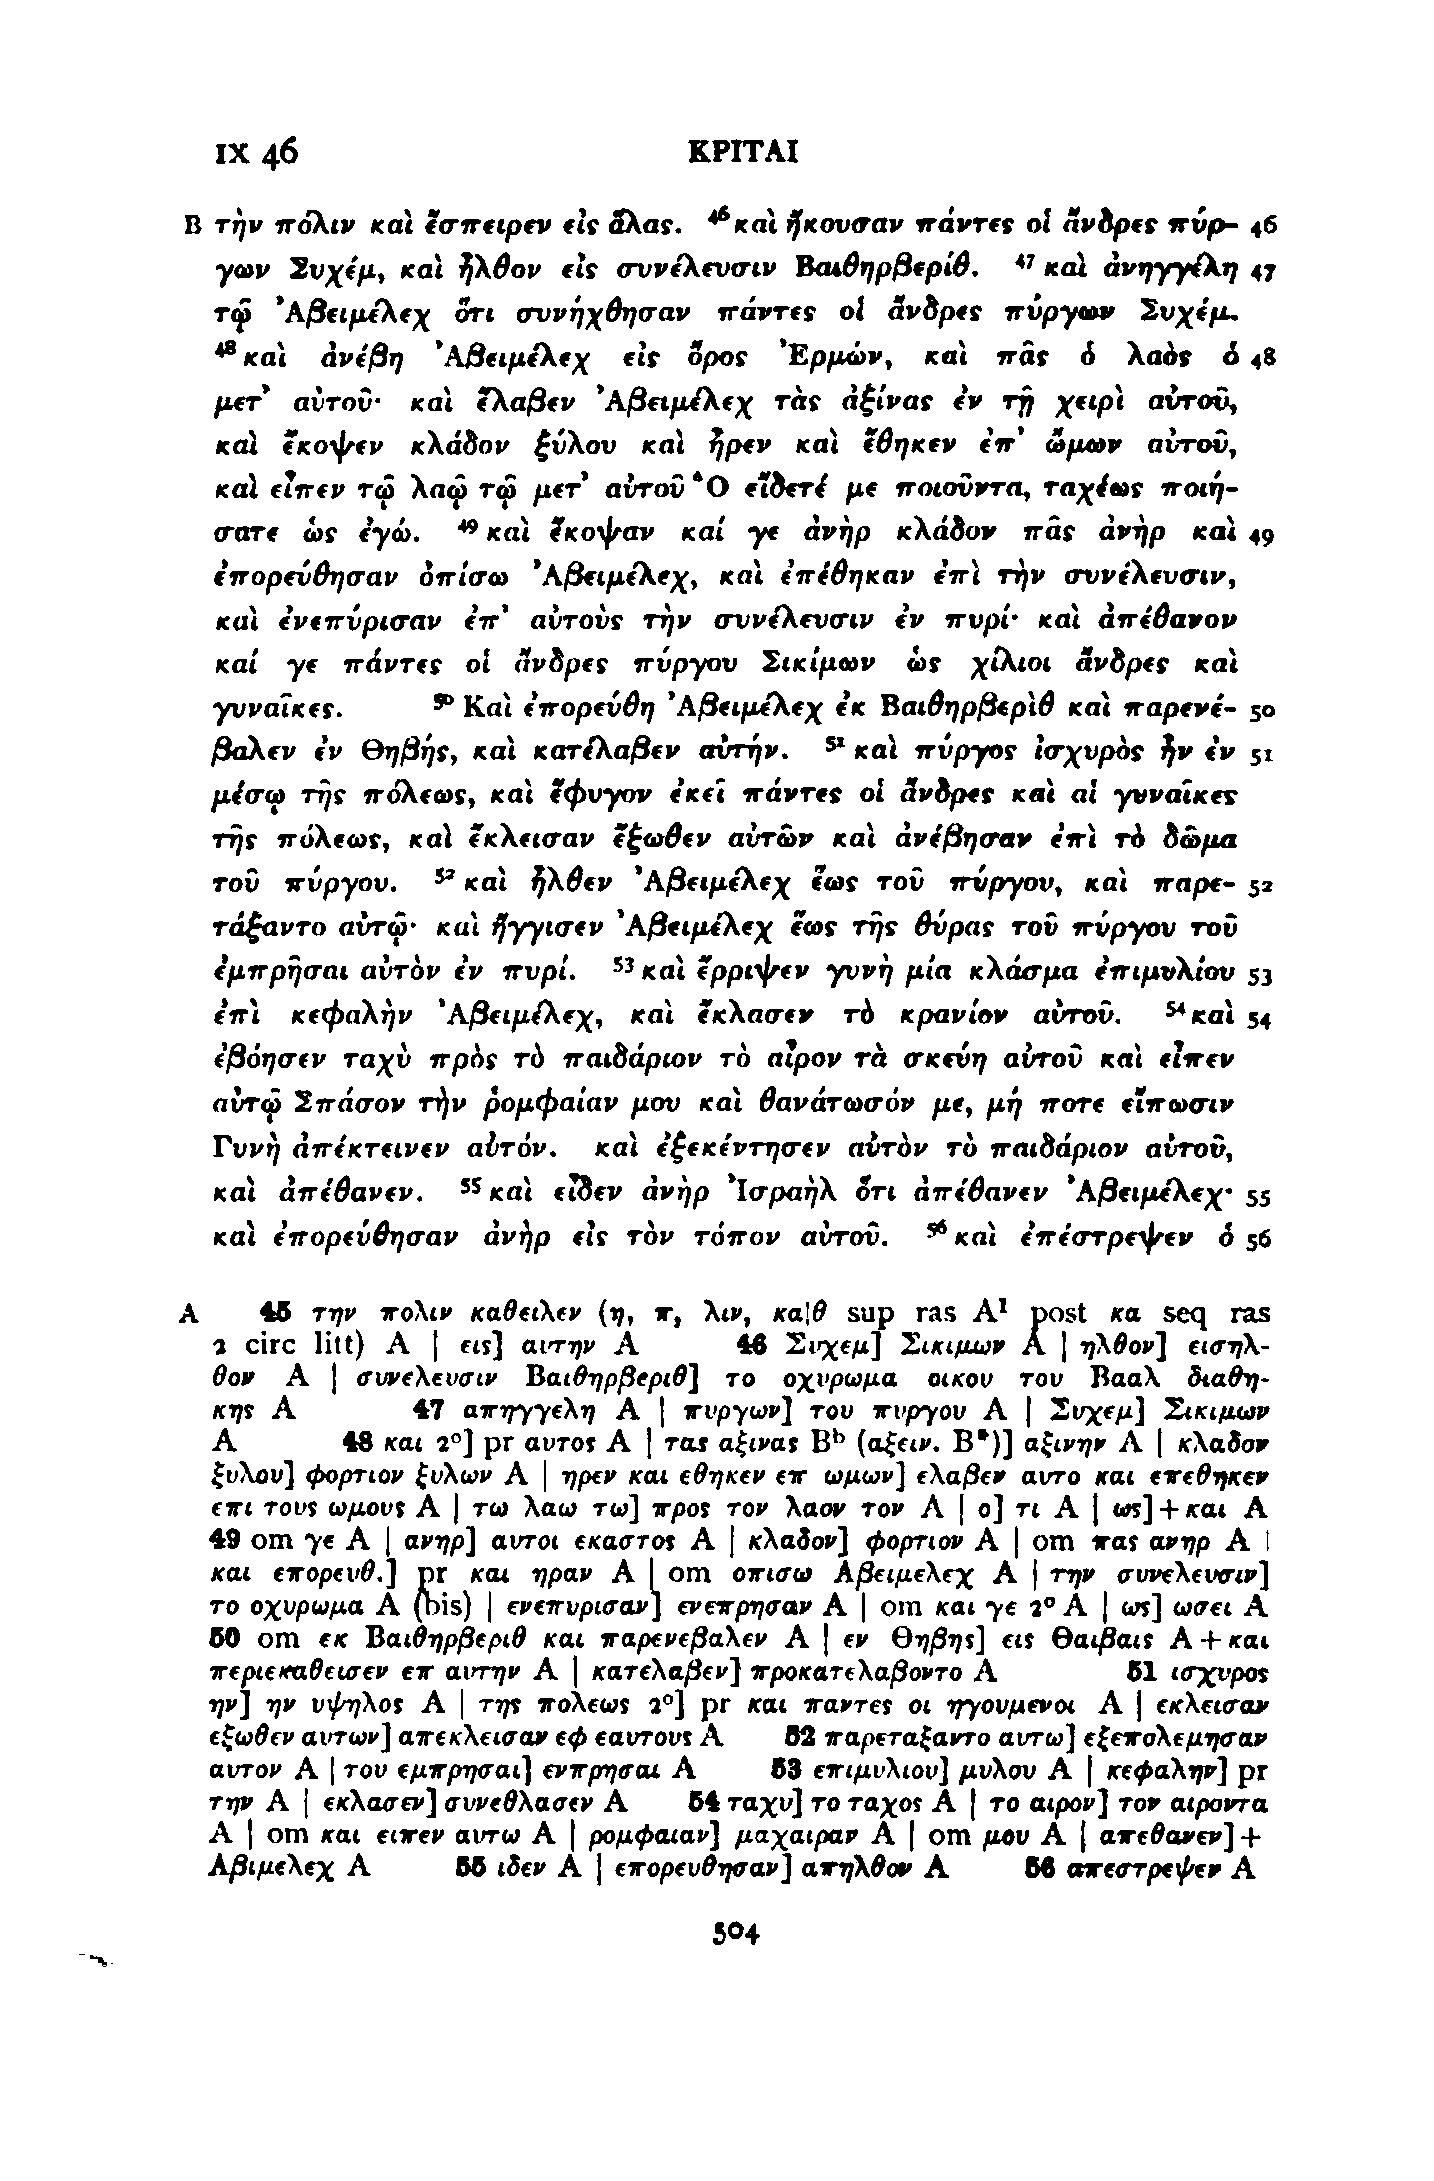 IX 46 ΚΡΙΤΑΙ
B τὴν πόλιν καὶ ἔσπειρεν εἰς ἅλας. ⁴⁶καὶ ἤκουσαν πάντες οἱ ἄνδρες πύρ- 46
γων Συχέμ, καὶ ἦλθον εἰς συνέλευσιν Βαιθηρβερίθ. ⁴⁷καὶ ἀνηγγέλη 47
τῷ Ἀβειμέλεχ ὅτι συνήχθησαν πάντες οἱ ἄνδρες πύργων Συχέμ.
⁴⁸καὶ ἀνέβη Ἀβειμέλεχ εἰς ὄρος Ἑρμών, καὶ πᾶς ὁ λαὸς ὁ 48
μετ’ αὐτοῦ· καὶ ἔλαβεν Ἀβειμέλεχ τὰς ἀξίνας ἐν τῇ χειρὶ αὐτοῦ,
καὶ ἔκοψεν κλάδον ξύλου καὶ ἦρεν καὶ ἔθηκεν ἐπ’ ὤμων αὐτοῦ,
καὶ εἶπεν τῷ λαῷ τῷ μετ’ αὐτοῦ Ὃ εἴδετέ με ποιοῦντα, ταχέως ποιή-
σατε ὡς ἐγώ. ⁴⁹καὶ ἔκοψαν καί γε ἀνὴρ κλάδον πᾶς ἀνὴρ καὶ 49
ἐπορεύθησαν ὀπίσω Ἀβειμέλεχ, καὶ ἐπέθηκαν ἐπὶ τὴν συνέλευσιν,
καὶ ἐνεπύρισαν ἐπ’ αὐτοὺς τὴν συνέλευσιν ἐν πυρί· καὶ ἀπέθανον
καί γε πάντες οἱ ἄνδρες πύργου Σικίμων ὡς χίλιοι ἄνδρες καὶ
γυναῖκες. ⁵⁰Καὶ ἐπορεύθη Ἀβειμέλεχ ἐκ Βαιθηρβερὶθ καὶ παρενέ- 50
βαλεν ἐν Θηβής, καὶ κατέλαβεν αὐτήν. ⁵¹καὶ πύργος ἰσχυρὸς ἦν ἐν 51
μέσῳ τῆς πόλεως, καὶ ἔφυγον ἐκεῖ πάντες οἱ ἄνδρες καὶ αἱ γυναῖκες
τῆς πόλεως, καὶ ἔκλεισαν ἔξωθεν αὐτῶν καὶ ἀνέβησαν ἐπὶ τὸ δῶμα
τοῦ πύργου. ⁵²καὶ ἦλθεν Ἀβειμέλεχ ἕως τοῦ πύργου, καὶ παρε- 52
τάξαντο αὐτῷ· καὶ ἤγγισεν Ἀβειμέλεχ ἕως τῆς θύρας τοῦ πύργου τοῦ
ἐμπρῆσαι αὐτὸν ἐν πυρί. ⁵³καὶ ἔρριψεν γυνὴ μία κλάσμα ἐπιμυλίου 53
ἐπὶ κεφαλὴν Ἀβειμέλεχ, καὶ ἔκλασεν τὸ κρανίον αὐτοῦ. ⁵⁴καὶ 54
ἐβόησεν ταχὺ πρὸς τὸ παιδάριον τὸ αἶρον τὰ σκεύη αὐτοῦ καὶ εἶπεν
αὐτῷ Σπάσον τὴν ῥομφαίαν μου καὶ θανάτωσόν με, μή ποτε εἴπωσιν
Γυνὴ ἀπέκτεινεν αὐτόν. καὶ ἐξεκέντησεν αὐτὸν τὸ παιδάριον αὐτοῦ,
καὶ ἀπέθανεν. ⁵⁵καὶ εἶδεν ἀνὴρ Ἰσραὴλ ὅτι ἀπέθανεν Ἀβειμέλεχ· 55
καὶ ἐπορεύθησαν ἀνὴρ εἰς τὸν τόπον αὐτοῦ. ⁵⁶καὶ ἐπέστρεψεν ὁ 56
A 45 την πολιν καθειλεν (η, π, λιν, κα|θ sup ras A¹ post κα seq ras
2 circ litt) A | εις] αυτην A 46 Συχεμ] Σικιμων A | ηλθον] εισηλ-
θον A | συνελευσιν Βαιθηρβεριθ] το οχυρωμα οικου του Βααλ διαθη-
κης A 47 απηγγελη A | πυργων] του πυργου A | Συχεμ] Σικιμων
A 48 και 2°] pr αυτος A | τας αξινας Bᵇ (αξειν. B*)] αξινην A | κλαδον
ξυλου] φορτιον ξυλων A | ηρεν και εθηκεν επ ωμων] ελαβεν αυτο και επεθηκεν
επι τους ωμους A | τω λαω τω] προς τον λαον τον A | ο] τι A | ως]+και A
49 om γε A | ανηρ] αυτοι εκαστος A | κλαδον] φορτιον A | om πας ανηρ A |
και επορευθ.] pr και ηραν A | om οπισω Αβειμελεχ A | την συνελευσιν]
το οχυρωμα A (bis) | ενεπυρισαν] ενεπρησαν A | om και γε 2° A | ως] ωσει A
50 om εκ Βαιθηρβεριθ και παρενεβαλεν A | εν Θηβης] εις Θαιβαις A+και
περιεκαθεισεν επ αυτην A | κατελαβεν] προκατελαβοντο A 51 ισχυρος
ην] ην υψηλος A | της πολεως 2°] pr και παντες οι ηγουμενοι A | εκλεισαν
εξωθεν αυτων] απεκλεισαν εφ εαυτους A 52 παρεταξαντο αυτω] εξεπολεμησαν
αυτον A | του εμπρησαι] ενπρησαι A 53 επιμυλιου] μυλου A | κεφαλην] pr
την A | εκλασεν] συνεθλασεν A 54 ταχυ] το ταχος A | το αιρον] τον αιροντα
A | om και ειπεν αυτω A | ρομφαιαν] μαχαιραν A | om μου A | απεθανεν]+
Αβιμελεχ A 55 ιδεν A | επορευθησαν] απηλθον A 56 απεστρεψεν A
504